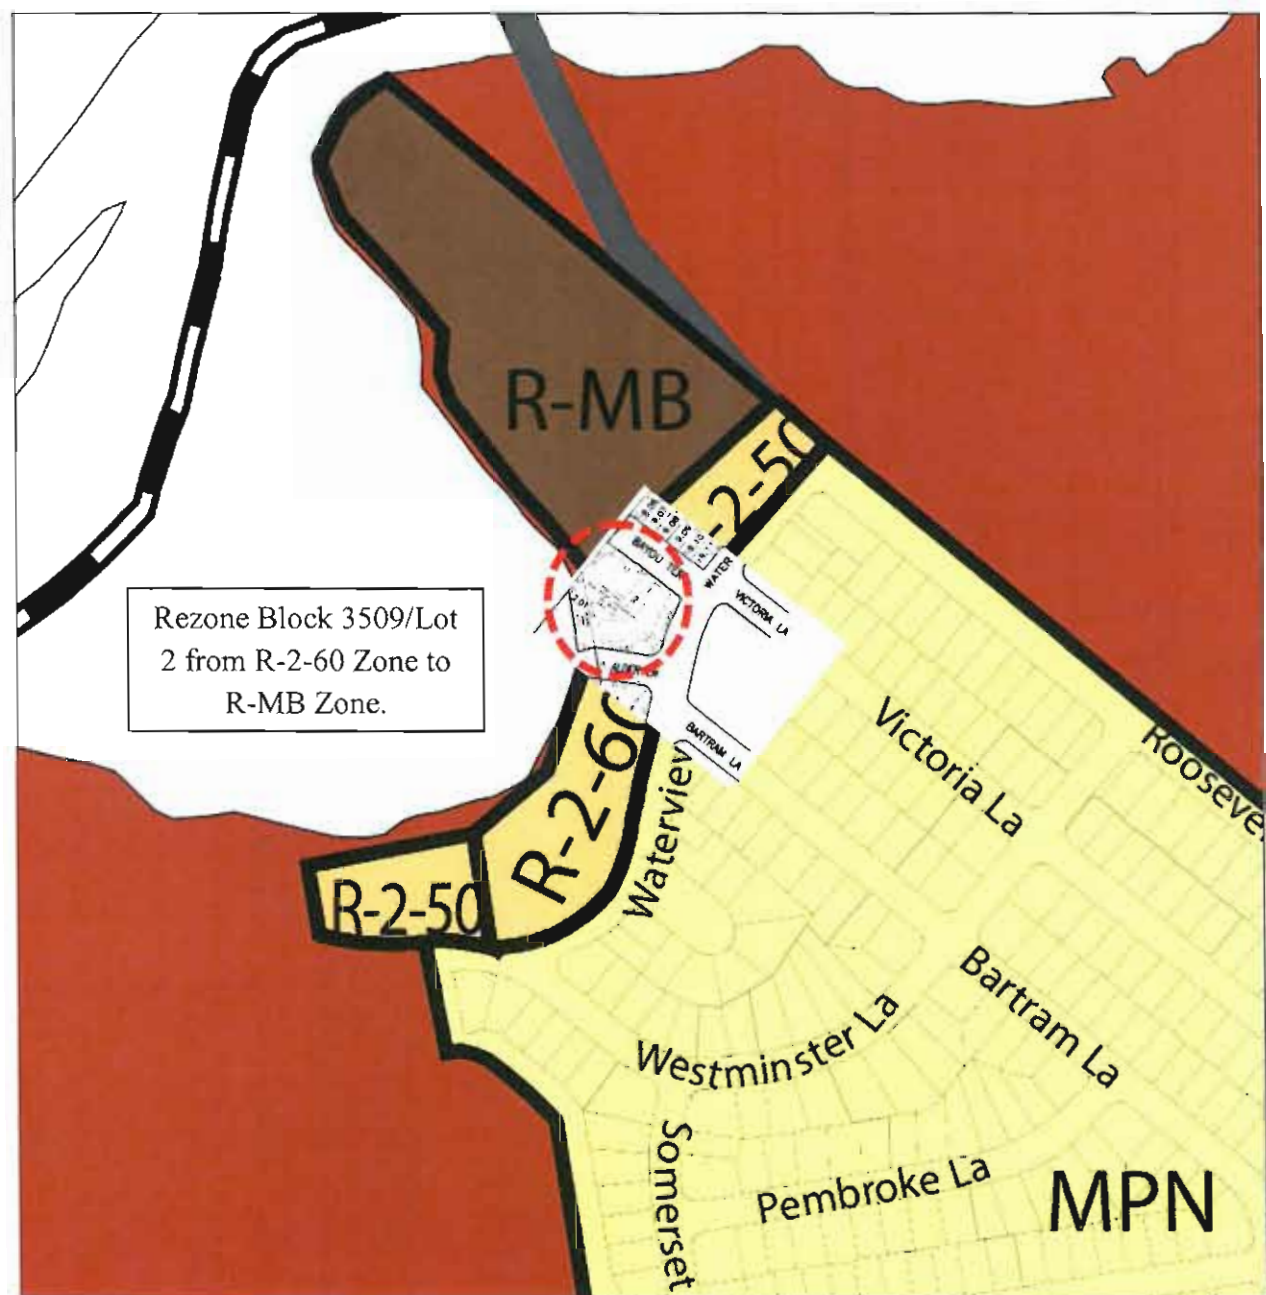 R-MB
-2-50
BAYOU
WATER
VICTORIA LA
Rezone Block 3509/Lot
2 from R-2-60 Zone to
R-MB Zone.
BARTRAM LA
R-2-60
R-2-50
Waterview
Victoria La
Roosevel
Bartram La
Westminster La
Somerset
Pembroke La
MPN